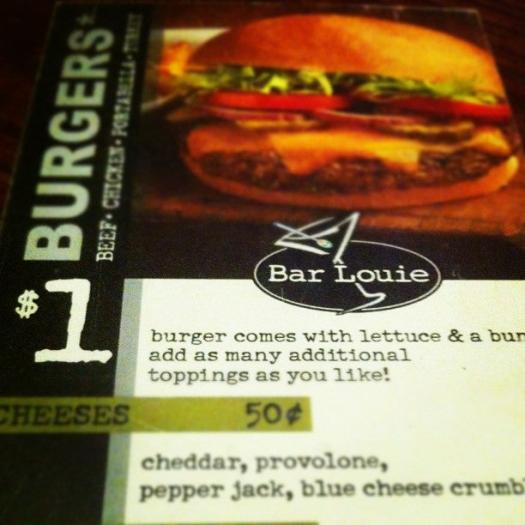 $1 BURGERS*
BEEF • CHICKEN • PORTABELLA • TURKEY
Bar Louie
burger comes with lettuce & a bun
add as many additional
toppings as you like!
CHEESES 50¢
cheddar, provolone,
pepper jack, blue cheese